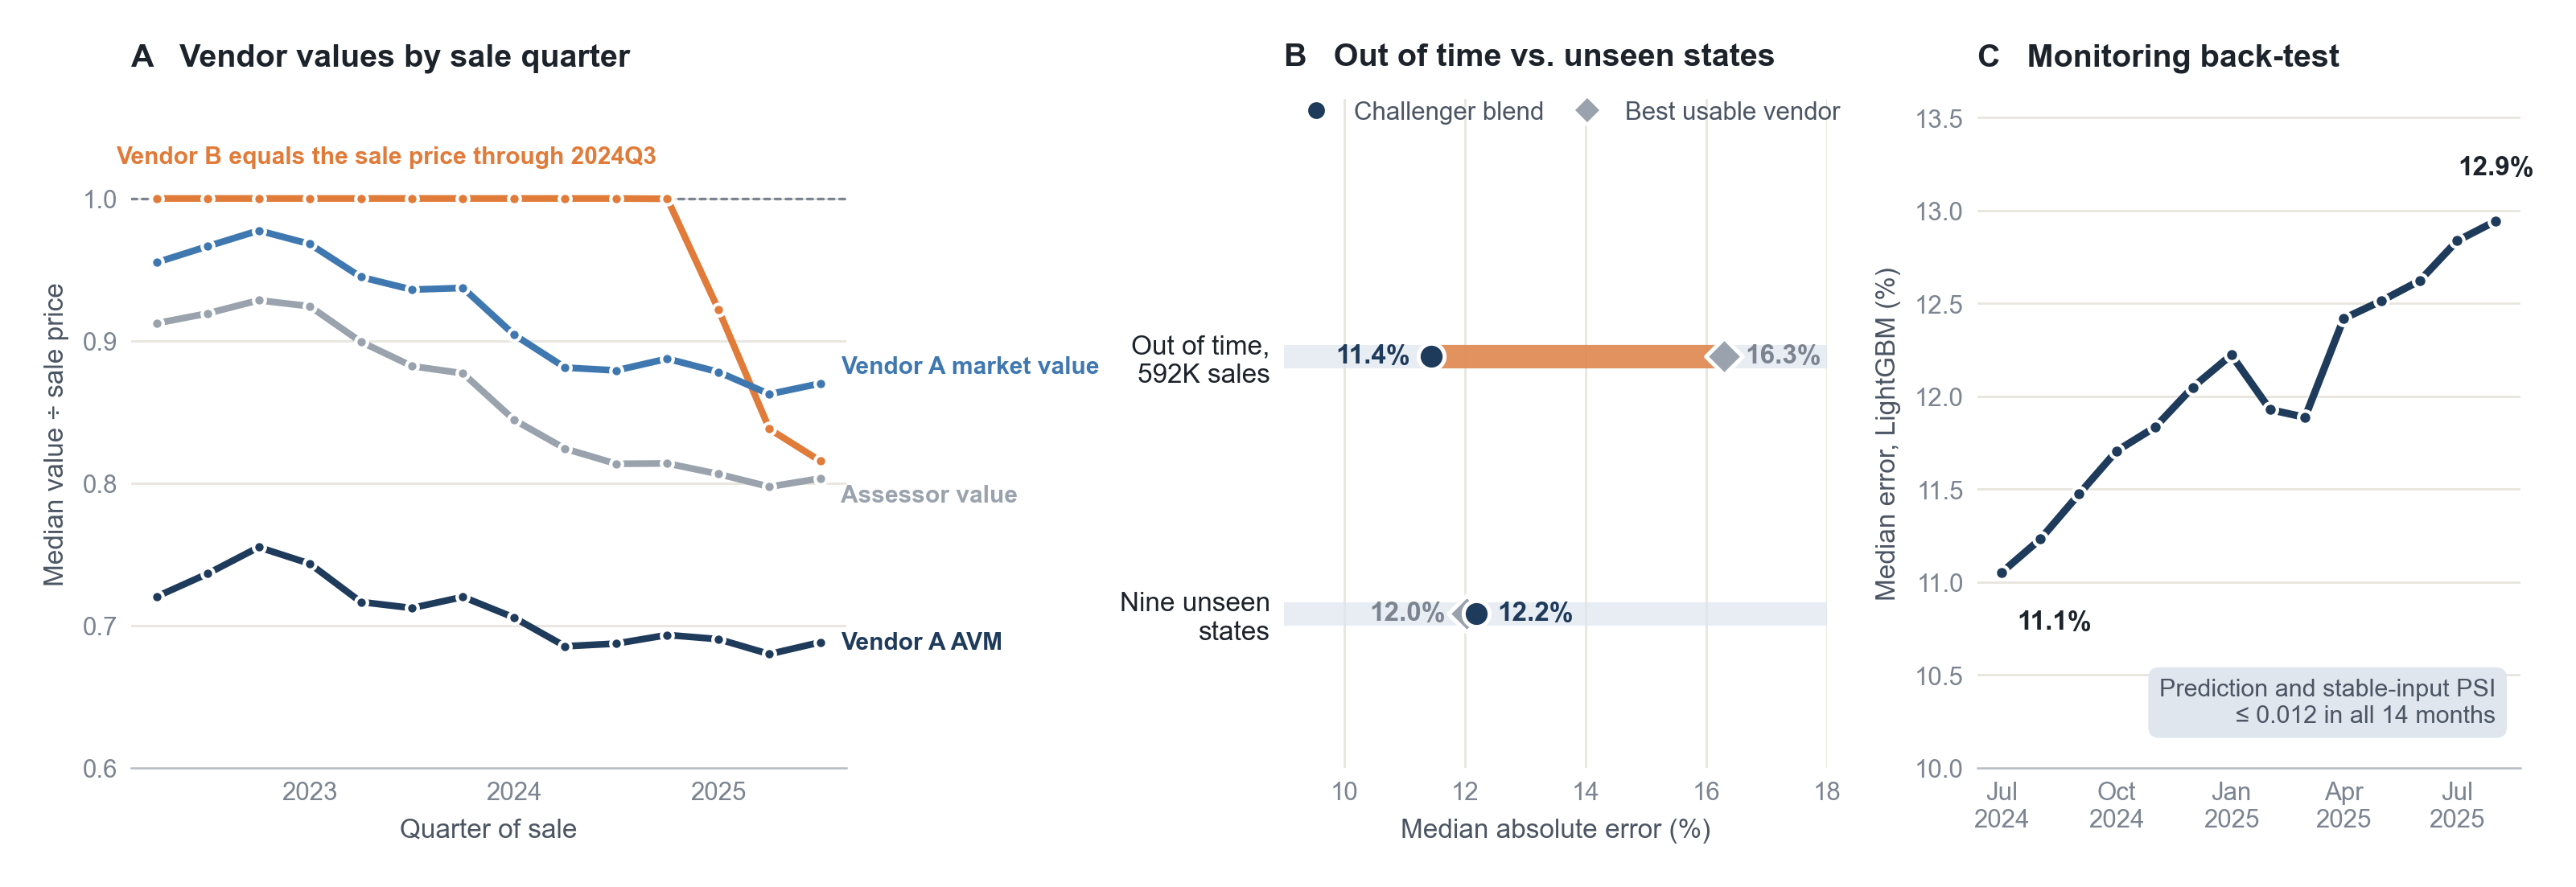 A Vendor values by sale quarter
Vendor B equals the sale price through 2024Q3
1.0
0.9
0.8
0.7
0.6
Median value ÷ sale price
Vendor A market value
Assessor value
Vendor A AVM
2023
2024
2025
Quarter of sale
B Out of time vs. unseen states
Challenger blend
Best usable vendor
Out of time,
592K sales
11.4%
16.3%
Nine unseen
states
12.0%
12.2%
10
12
14
16
18
Median absolute error (%)
C Monitoring back-test
13.5
13.0
12.5
12.0
11.5
11.0
10.5
10.0
Median error, LightGBM (%)
12.9%
11.1%
Prediction and stable-input PSI
≤ 0.012 in all 14 months
Jul
2024
Oct
2024
Jan
2025
Apr
2025
Jul
2025